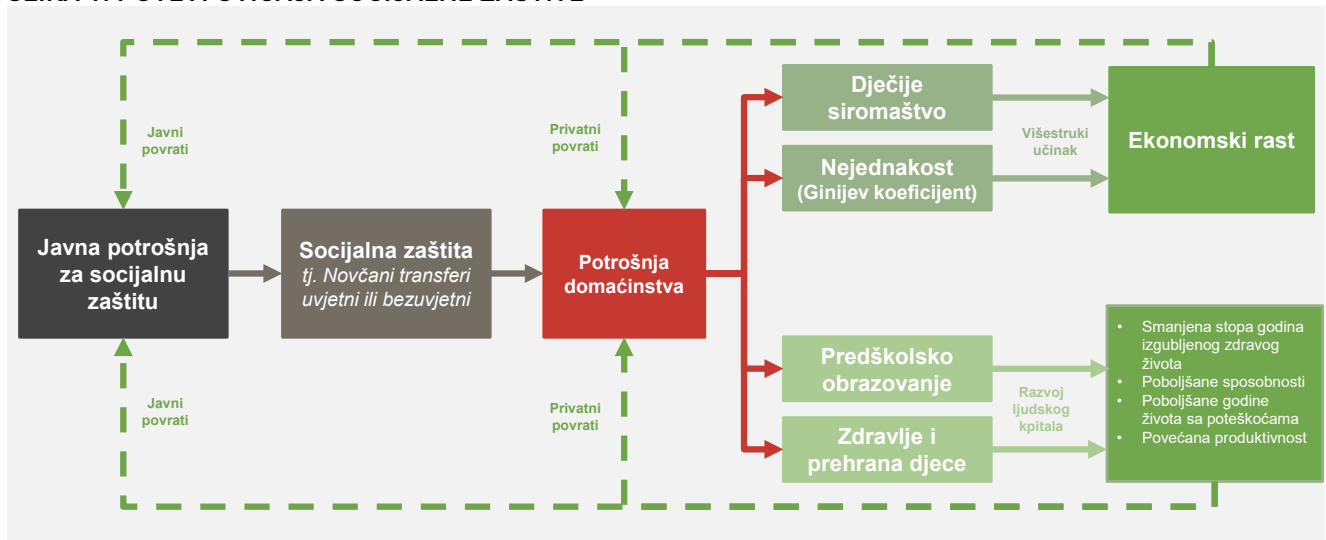 Javni
povrati
Privatni
povrati
Dječije
siromaštvo
Višestruki
učinak
Ekonomski rast
Nejednakost
(Ginijev koeficijent)
Javna potrošnja
za socijalnu
zaštitu
Socijalna zaštita
tj. Novčani transferi
uvjetni ili bezuvjetni
Potrošnja
domaćinstva
Predškolsko
obrazovanje
Razvoj
ljudskog
kpitala
Zdravlje i
prehrana djece
• Smanjena stopa godina
izgubljenog zdravog
života
• Poboljšane sposobnosti
• Poboljšane godine
života sa poteškoćama
• Povećana produktivnost
Javni
povrati
Privatni
povrati